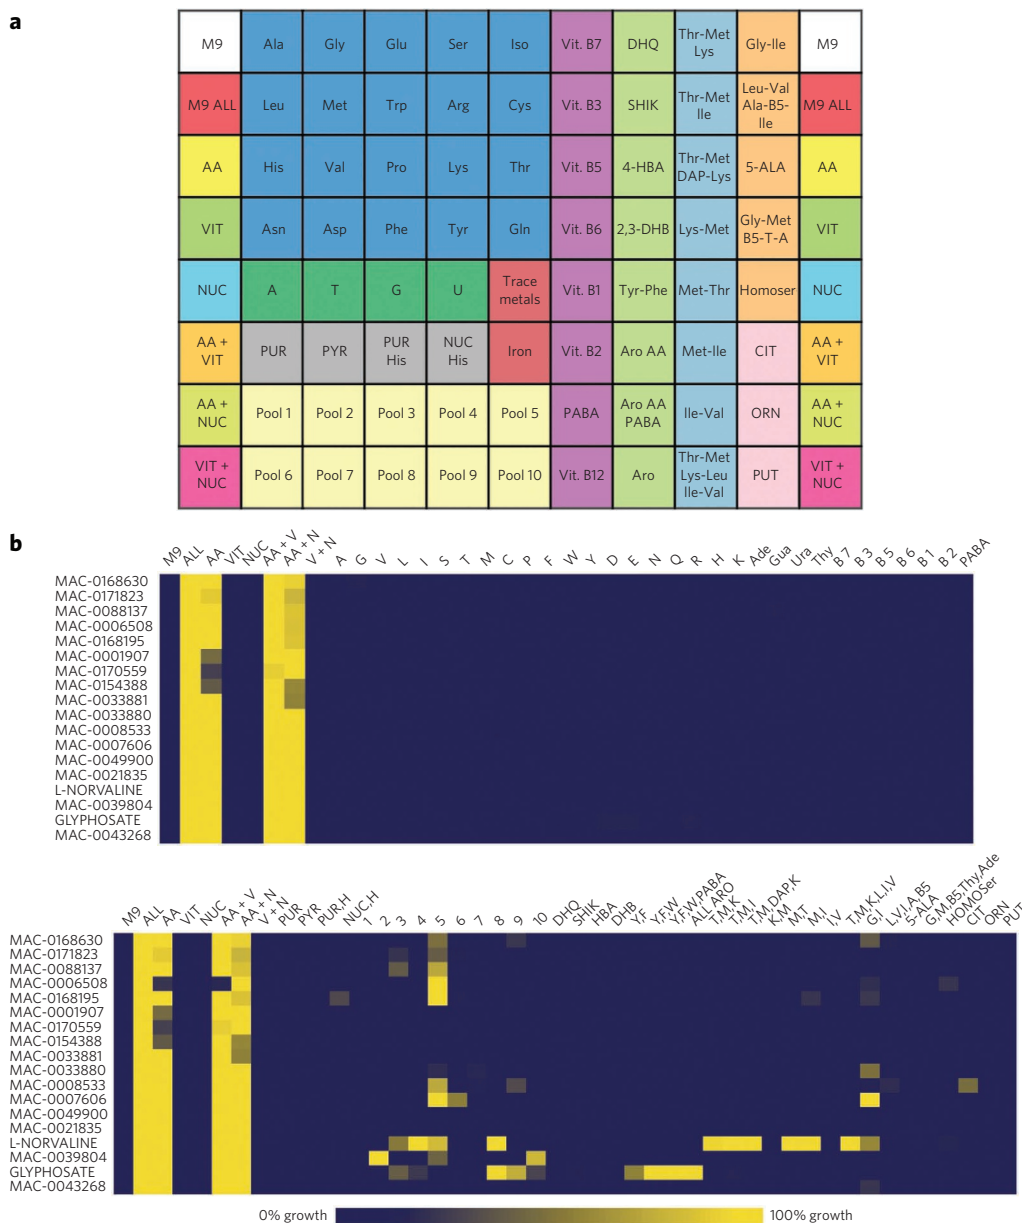 a
M9 Ala Gly Glu Ser Iso Vit. B7 DHQ Thr-Met Lys Gly-Ile M9
M9 ALL Leu Met Trp Arg Cys Vit. B3 SHIK Thr-Met Ile Leu-Val Ala-B5- Ile M9 ALL
AA His Val Pro Lys Thr Vit. B5 4-HBA Thr-Met DAP-Lys 5-ALA AA
VIT Asn Asp Phe Tyr Gln Vit. B6 2,3-DHB Lys-Met Gly-Met B5-T-A VIT
NUC A T G U Trace metals Vit. B1 Tyr-Phe Met-Thr Homoser NUC
AA + VIT PUR PYR PUR His NUC His Iron Vit. B2 Aro AA Met-Ile CIT AA + VIT
AA + NUC Pool 1 Pool 2 Pool 3 Pool 4 Pool 5 PABA Aro AA PABA Ile-Val ORN AA + NUC
VIT + NUC Pool 6 Pool 7 Pool 8 Pool 9 Pool 10 Vit. B12 Aro Thr-Met Lys-Leu Ile-Val PUT VIT + NUC
b
M9 ALL AA VIT NUC AA + V AA + N V + N A G V L I S T M C P F W Y D E N Q R H K Ade Gua Ura Thy B 7 B 3 B 5 B 6 B 1 B 2 PABA
MAC-0168630
MAC-0171823
MAC-0088137
MAC-0006508
MAC-0168195
MAC-0001907
MAC-0170559
MAC-0154388
MAC-0033881
MAC-0033880
MAC-0008533
MAC-0007606
MAC-0049900
MAC-0021835
L-NORVALINE
MAC-0039804
GLYPHOSATE
MAC-0043268
M9 ALL AA VIT NUC AA + V AA + N V + N PUR PYR PUR,H NUC,H 1 2 3 4 5 6 7 8 9 10 DHQ SHIK HBA DHB Y,F Y,F,W Y,F,W,PABA ALL ARO T,M,K T,M,I T,M,DAP,K K,M M,T M,I I,V T,M,K,L,I,V G,I L,V,I,A,B5 5-ALA G,M,B5,Thy,Ade HOMOSer CIT ORN PUT
MAC-0168630
MAC-0171823
MAC-0088137
MAC-0006508
MAC-0168195
MAC-0001907
MAC-0170559
MAC-0154388
MAC-0033881
MAC-0033880
MAC-0008533
MAC-0007606
MAC-0049900
MAC-0021835
L-NORVALINE
MAC-0039804
GLYPHOSATE
MAC-0043268
0% growth 100% growth